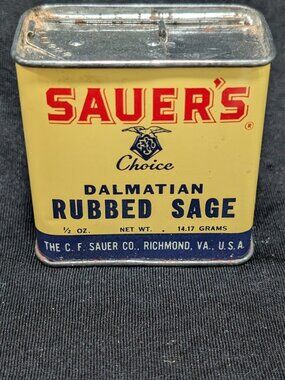 SAUER'S®
Choice
DALMATIAN
RUBBED SAGE
½ OZ. NET WT. 14.17 GRAMS
THE C. F. SAUER CO., RICHMOND, VA., U.S.A.